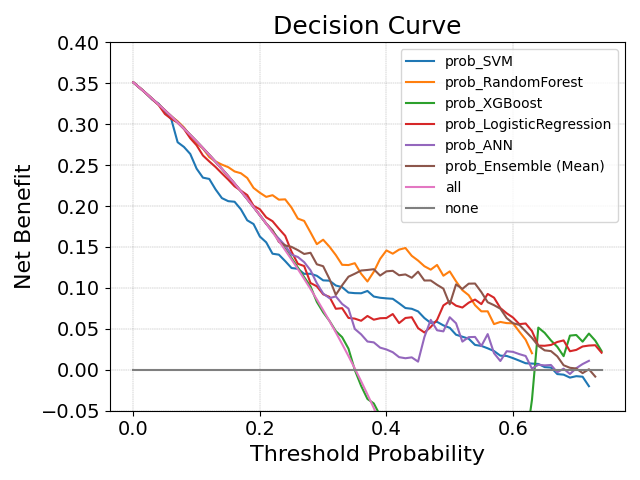 Decision Curve
0.40
0.35
0.30
0.25
0.20
0.15
0.10
0.05
0.00
−0.05
Net Benefit
prob_SVM
prob_RandomForest
prob_XGBoost
prob_LogisticRegression
prob_ANN
prob_Ensemble (Mean)
all
none
0.0 0.2 0.4 0.6
Threshold Probability